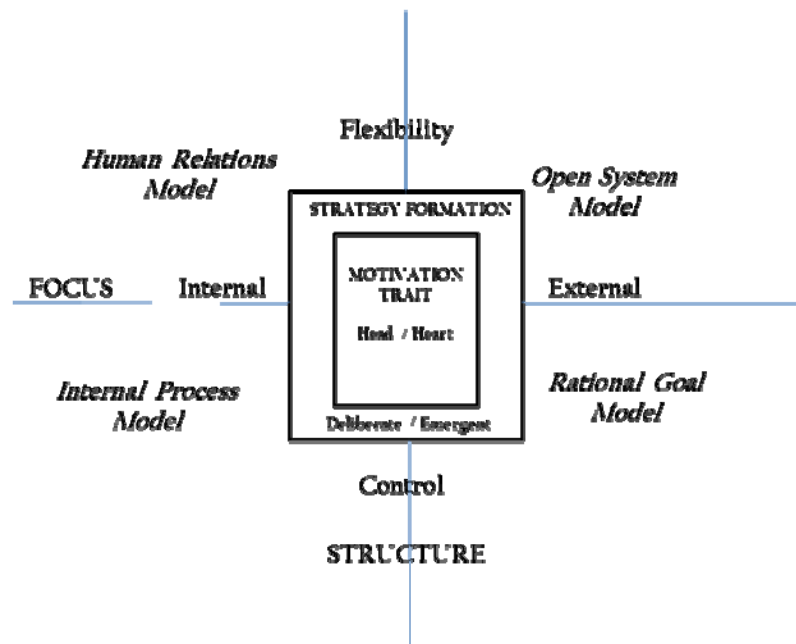 Flexibility
Human Relations
Model
Open System
Model
STRATEGY FORMATION
MOTIVATION
TRAIT
Head / Heart
FOCUS
Internal
External
Internal Process
Model
Rational Goal
Model
Deliberate / Emergent
Control
STRUCTURE